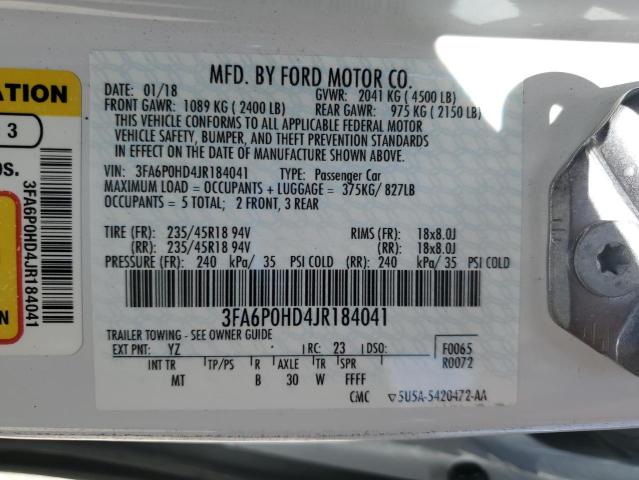 MFD. BY FORD MOTOR CO.
DATE: 01/18 GVWR: 2041 KG ( 4500 LB)
FRONT GAWR: 1089 KG ( 2400 LB) REAR GAWR: 975 KG ( 2150 LB)
THIS VEHICLE CONFORMS TO ALL APPLICABLE FEDERAL MOTOR
VEHICLE SAFETY, BUMPER, AND THEFT PREVENTION STANDARDS
IN EFFECT ON THE DATE OF MANUFACTURE SHOWN ABOVE.
VIN: 3FA6P0HD4JR184041 TYPE: Passenger Car
MAXIMUM LOAD = OCCUPANTS + LUGGAGE = 375KG/ 827LB
OCCUPANTS = 5 TOTAL; 2 FRONT, 3 REAR
TIRE (FR): 235/45R18 94V RIMS (FR): 18x8.0J
(RR): 235/45R18 94V (RR): 18x8.0J
PRESSURE (FR): 240 kPa/ 35 PSI COLD (RR): 240 kPa/ 35 PSI COLD
3FA6P0HD4JR184041
TRAILER TOWING - SEE OWNER GUIDE
EXT PNT: YZ RC: 23 DSO: F0065
INT TR TP/PS R AXLE TR SPR R0072
MT B 30 W FFFF
CMC ▽5U5A-5420472-AA
ATION
3
OS.
N
3FA6P0HD4JR184041